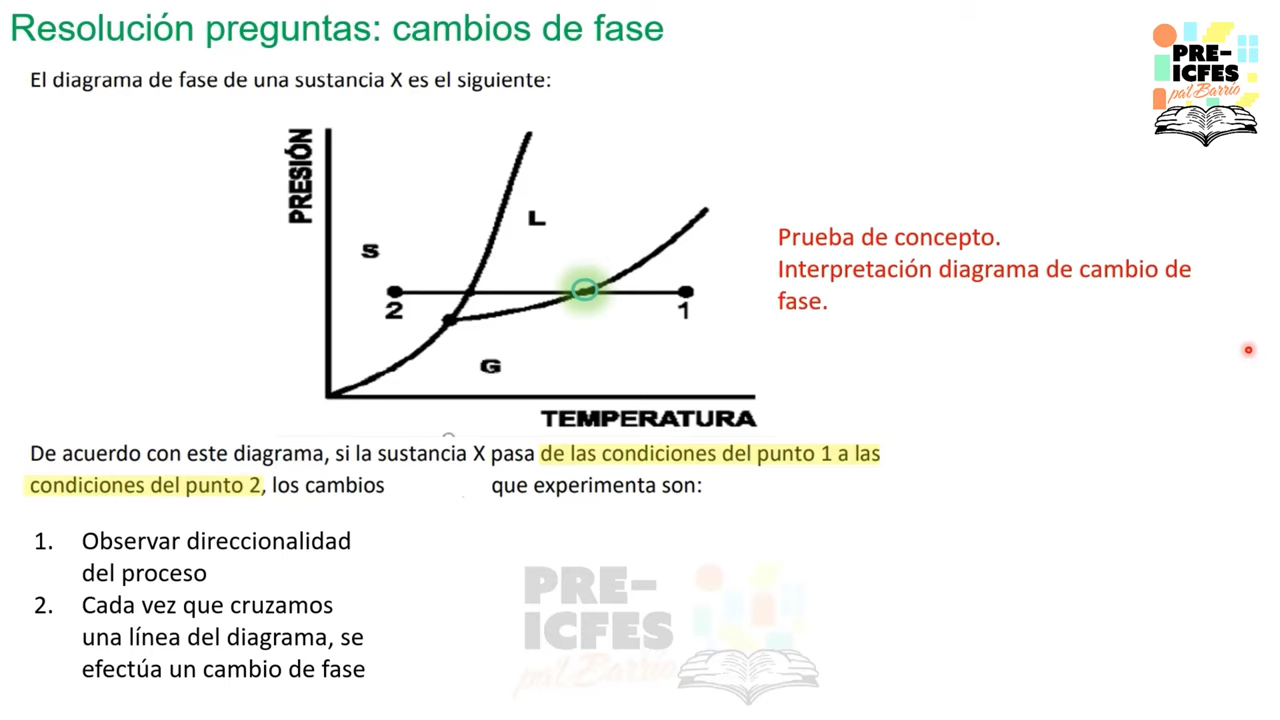 Resolución preguntas: cambios de fase
PRE-
ICFES
pa'l Barrio
El diagrama de fase de una sustancia X es el siguiente:
PRESIÓN
L
S
Prueba de concepto.
Interpretación diagrama de cambio de
fase.
2
1
G
TEMPERATURA
De acuerdo con este diagrama, si la sustancia X pasa de las condiciones del punto 1 a las
condiciones del punto 2, los cambios que experimenta son:
1. Observar direccionalidad
del proceso
2. Cada vez que cruzamos
una línea del diagrama, se
efectúa un cambio de fase
PRE-
ICFES
pa'l Barrio